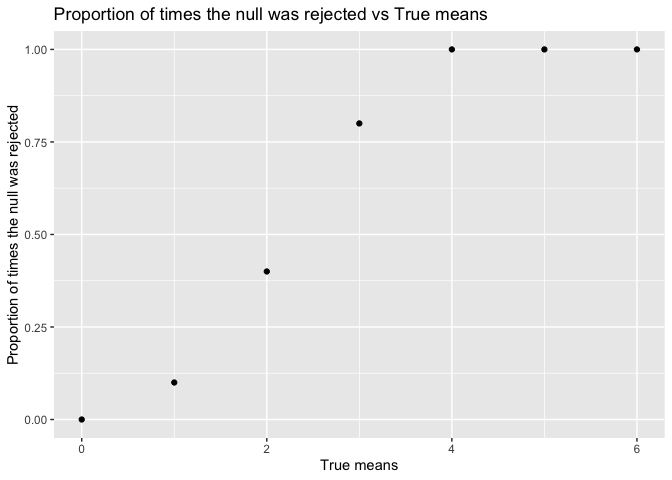 Proportion of times the null was rejected vs True means
Proportion of times the null was rejected
1.00
0.75
0.50
0.25
0.00
0 2 4 6
True means